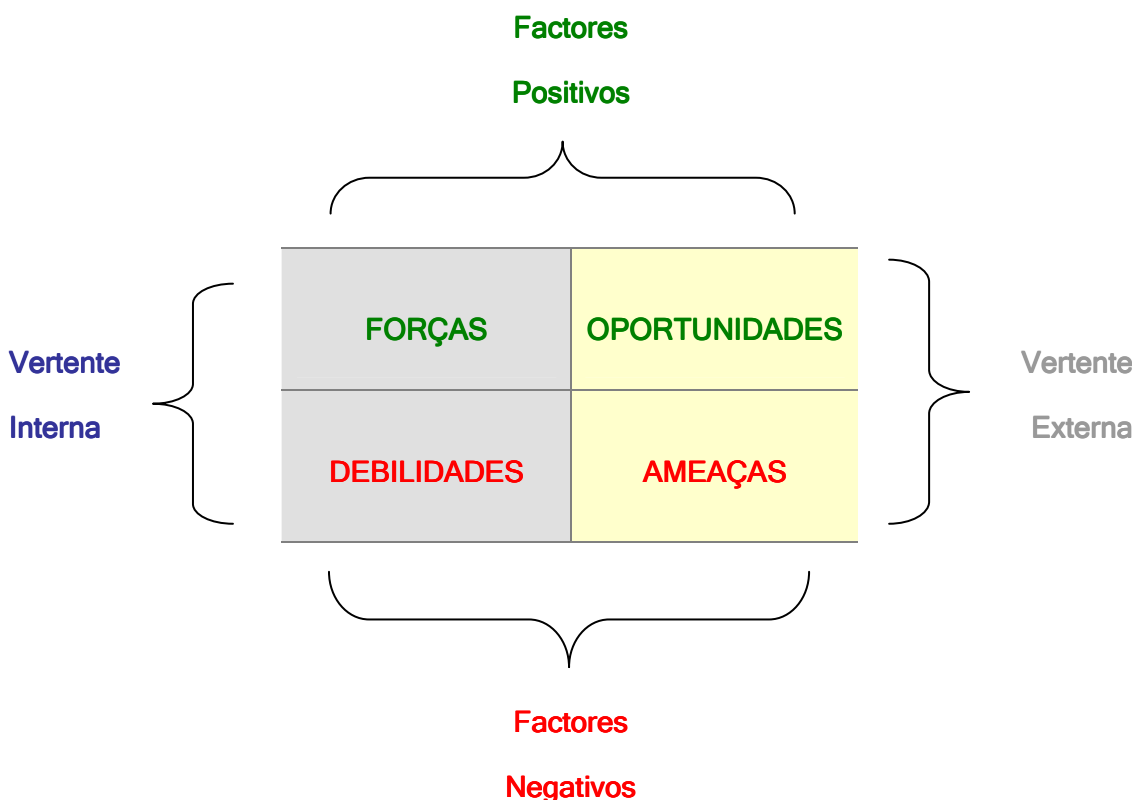 Factores
Positivos
FORÇAS
OPORTUNIDADES
Vertente
Interna
Vertente
Externa
DEBILIDADES
AMEAÇAS
Factores
Negativos